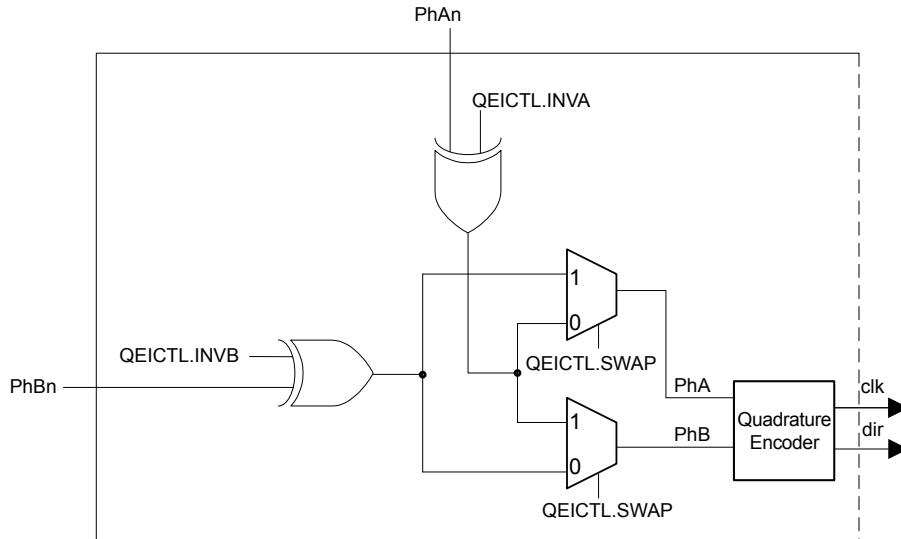 PhAn
QEICTL.INVA
1
0
QEICTL.INVB
QEICTL.SWAP
PhBn
PhA
clk
Quadrature
Encoder
dir
1
PhB
0
QEICTL.SWAP